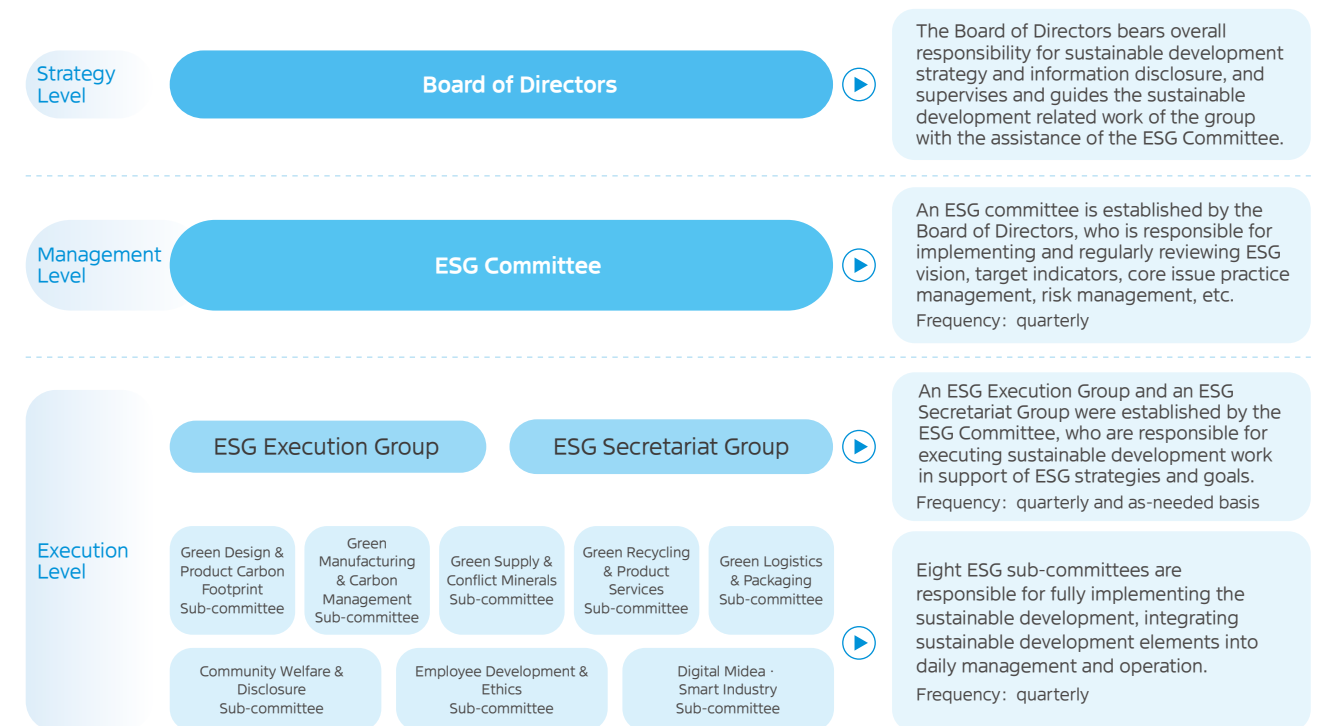 Strategy
Level
Board of Directors
The Board of Directors bears overall
responsibility for sustainable development
strategy and information disclosure, and
supervises and guides the sustainable
development related work of the group
with the assistance of the ESG Committee.
Management
Level
ESG Committee
An ESG committee is established by the
Board of Directors, who is responsible for
implementing and regularly reviewing ESG
vision, target indicators, core issue practice
management, risk management, etc.
Frequency: quarterly
Execution
Level
ESG Execution Group
ESG Secretariat Group
An ESG Execution Group and an ESG
Secretariat Group were established by the
ESG Committee, who are responsible for
executing sustainable development work
in support of ESG strategies and goals.
Frequency: quarterly and as-needed basis
Green Design &
Product Carbon
Footprint
Sub-committee
Green
Manufacturing
& Carbon
Management
Sub-committee
Green Supply &
Conflict Minerals
Sub-committee
Green Recycling
& Product
Services
Sub-committee
Green Logistics
& Packaging
Sub-committee
Community Welfare &
Disclosure
Sub-committee
Employee Development &
Ethics
Sub-committee
Digital Midea ·
Smart Industry
Sub-committee
Eight ESG sub-committees are
responsible for fully implementing the
sustainable development, integrating
sustainable development elements into
daily management and operation.
Frequency: quarterly